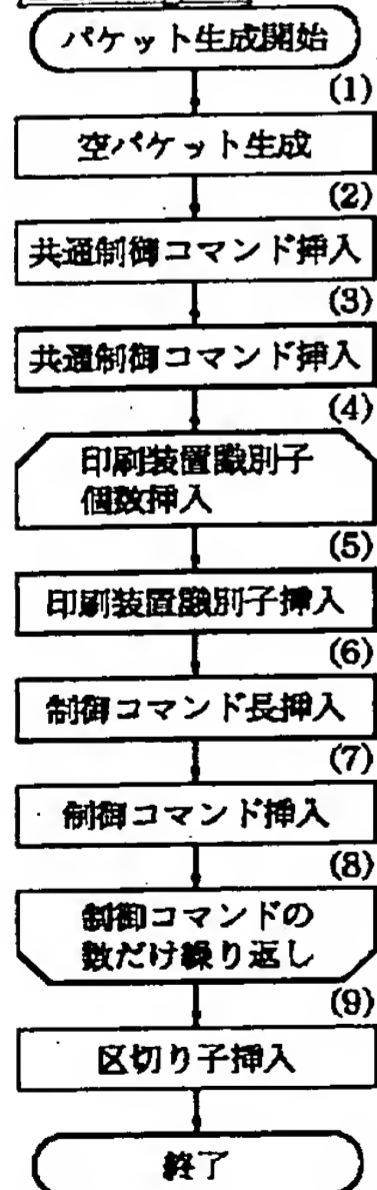 パケット生成開始
(1)
空パケット生成
(2)
共通制御コマンド挿入
(3)
共通制御コマンド挿入
(4)
印刷装置識別子
個数挿入
(5)
印刷装置識別子挿入
(6)
制御コマンド長挿入
(7)
制御コマンド挿入
(8)
制御コマンドの
数だけ繰り返し
(9)
区切り子挿入
終了